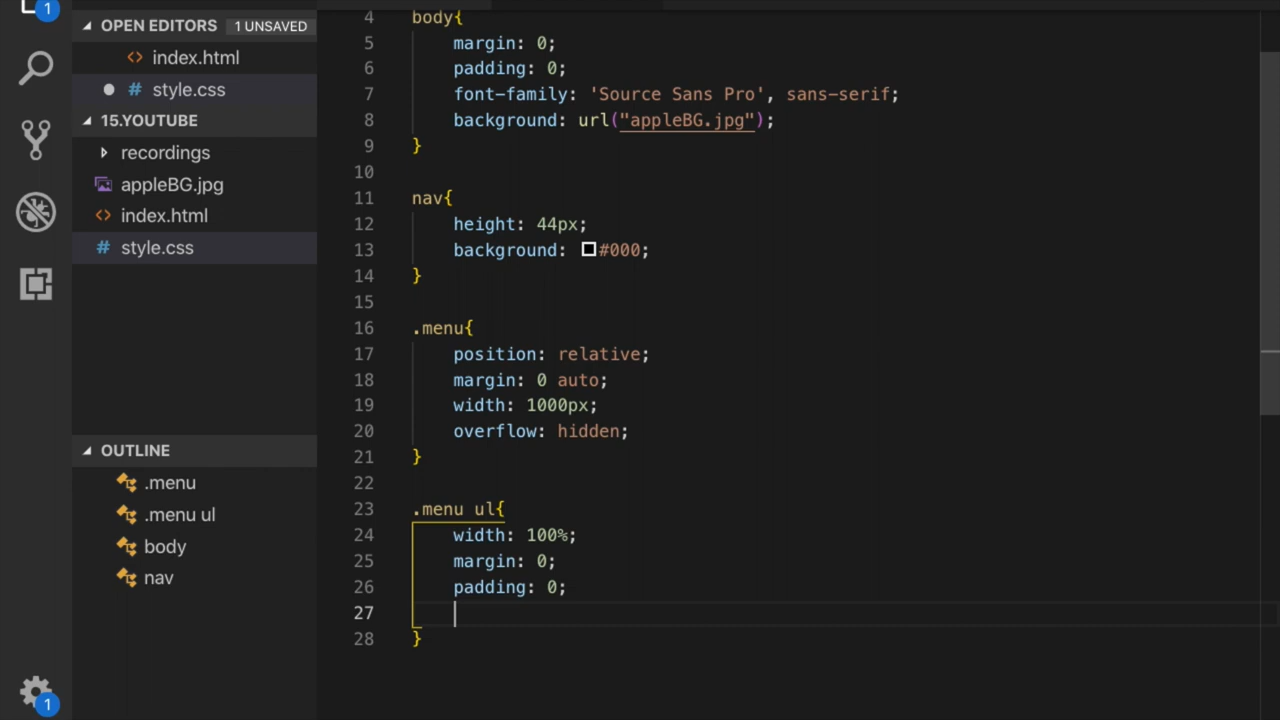 1
OPEN EDITORS 1 UNSAVED
<> index.html
# style.css
15.YOUTUBE
recordings
appleBG.jpg
<> index.html
# style.css
OUTLINE
.menu
.menu ul
body
nav
1
4 body{
5 margin: 0;
6 padding: 0;
7 font-family: 'Source Sans Pro', sans-serif;
8 background: url("appleBG.jpg");
9 }
10
11 nav{
12 height: 44px;
13 background: #000;
14 }
15
16 .menu{
17 position: relative;
18 margin: 0 auto;
19 width: 1000px;
20 overflow: hidden;
21 }
22
23 .menu ul{
24 width: 100%;
25 margin: 0;
26 padding: 0;
27
28 }